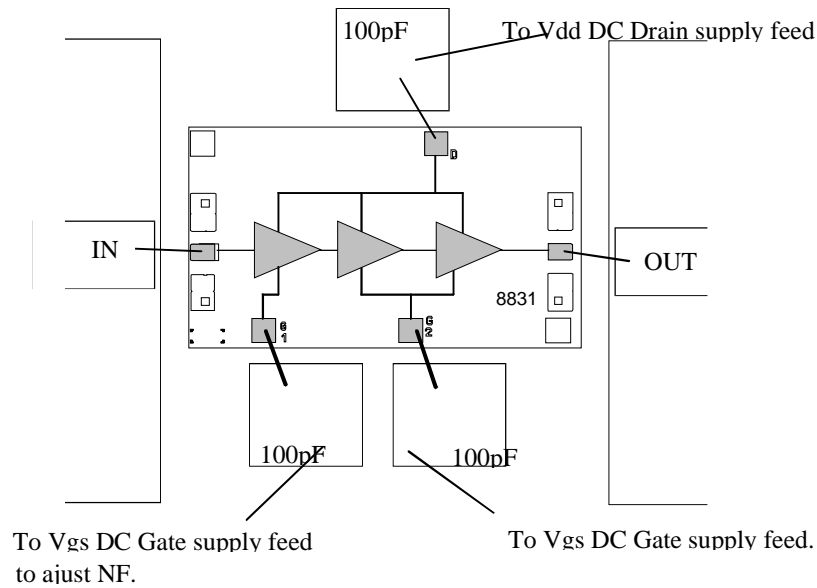 100pF
To Vdd DC Drain supply feed
D
IN
OUT
8831
G
1
G
2
100pF
100pF
To Vgs DC Gate supply feed
to ajust NF.
To Vgs DC Gate supply feed.